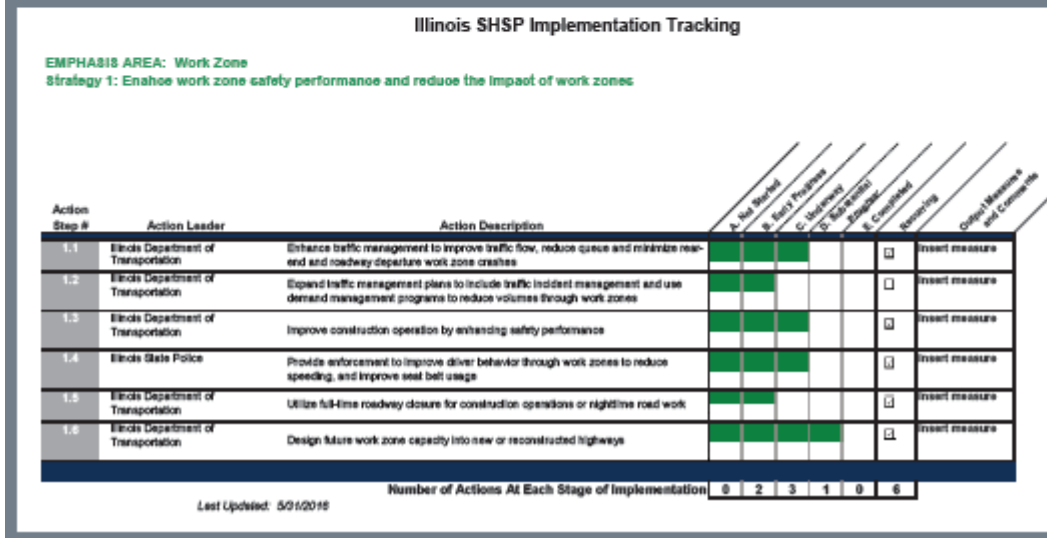 Illinois SHSP Implementation Tracking
EMPHASIS AREA: Work Zone
Strategy 1: Enahce work zone safety performance and reduce the impact of work zones
A. Not Started
B. Early Progress
C. Underway
D. Substantial
Progress
E. Completed
Recurring
Output Measures
and Comments
Action
Step #
Action Leader
Action Description
1.1
Illinois Department of
Transportation
Enhance traffic management to improve traffic flow, reduce queue and minimize rear-
end and roadway departure work zone crashes
Insert measure
1.2
Illinois Department of
Transportation
Expand traffic management plans to include traffic incident management and use
demand management programs to reduce volumes through work zones
Insert measure
1.3
Illinois Department of
Transportation
Improve construction operation by enhancing safety performance
Insert measure
1.4
Illinois State Police
Provide enforcement to improve driver behavior through work zones to reduce
speeding, and improve seat belt usage
Insert measure
1.5
Illinois Department of
Transportation
Utilize full-time roadway closure for construction operations or nighttime road work
Insert measure
1.6
Illinois Department of
Transportation
Design future work zone capacity into new or reconstructed highways
Insert measure
Number of Actions At Each Stage of Implementation 0 2 3 1 0 6
Last Updated: 5/31/2016